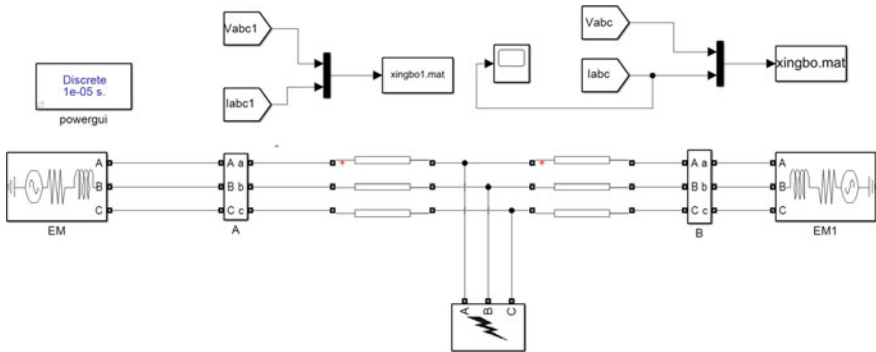 Vabc1
Iabc1
xingbo1.mat
Vabc
Iabc
xingbo.mat
Discrete
1e-05 s.
powergui
A
B
C
EM
A a
B b
C c
A
+
+
A a
B b
C c
B
A
B
C
EM1
A
B
C